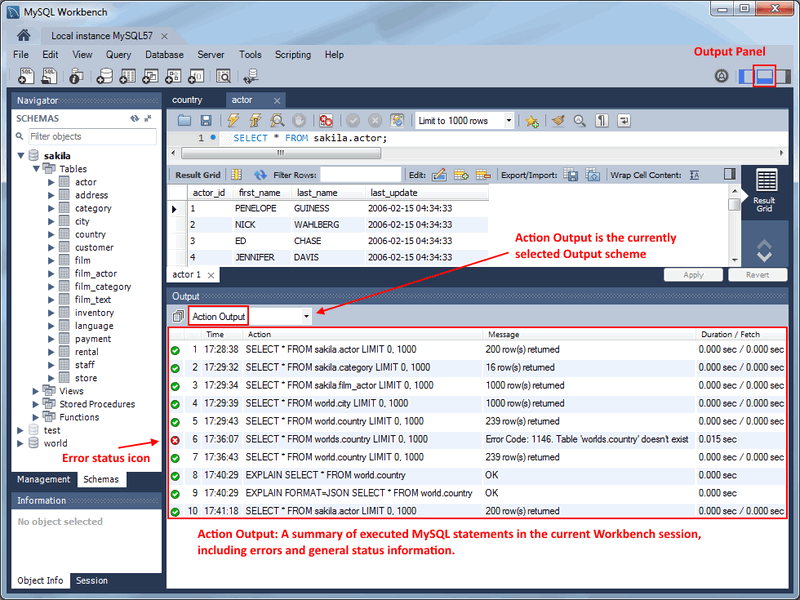 MySQL Workbench
Local instance MySQL57
File Edit View Query Database Server Tools Scripting Help
Output Panel
Navigator
SCHEMAS
Filter objects
sakila
Tables
actor
address
category
city
country
customer
film
film_actor
film_category
film_text
inventory
language
payment
rental
staff
store
Views
Stored Procedures
Functions
test
world
Error status icon
Management Schemas
Information
No object selected
Object Info Session
country actor
Limit to 1000 rows
1 SELECT * FROM sakila.actor;
Result Grid Filter Rows: Edit: Export/Import: Wrap Cell Content:
actor_id first_name last_name last_update
1 PENELOPE GUINESS 2006-02-15 04:34:33
2 NICK WAHLBERG 2006-02-15 04:34:33
3 ED CHASE 2006-02-15 04:34:33
4 JENNIFER DAVIS 2006-02-15 04:34:33
Result
Grid
Action Output is the currently
selected Output scheme
actor 1
Apply Revert
Output
Action Output
Time Action Message Duration / Fetch
1 17:28:38 SELECT * FROM sakila.actor LIMIT 0, 1000 200 row(s) returned 0.000 sec / 0.000 sec
2 17:29:32 SELECT * FROM sakila.category LIMIT 0, 1000 16 row(s) returned 0.000 sec / 0.000 sec
3 17:29:34 SELECT * FROM sakila.film_actor LIMIT 0, 1000 1000 row(s) returned 0.000 sec / 0.000 sec
4 17:29:39 SELECT * FROM world.city LIMIT 0, 1000 1000 row(s) returned 0.000 sec / 0.000 sec
5 17:29:43 SELECT * FROM world.country LIMIT 0, 1000 239 row(s) returned 0.000 sec / 0.000 sec
6 17:36:07 SELECT * FROM worlds.country LIMIT 0, 1000 Error Code: 1146. Table 'worlds.country' doesn't exist 0.015 sec
7 17:36:43 SELECT * FROM world.country LIMIT 0, 1000 239 row(s) returned 0.000 sec / 0.000 sec
8 17:40:29 EXPLAIN SELECT * FROM world.country OK 0.000 sec
9 17:40:29 EXPLAIN FORMAT=JSON SELECT * FROM world.country OK 0.000 sec
10 17:41:18 SELECT * FROM sakila.actor LIMIT 0, 1000 200 row(s) returned 0.000 sec / 0.000 sec
Action Output: A summary of executed MySQL statements in the current Workbench session,
including errors and general status information.